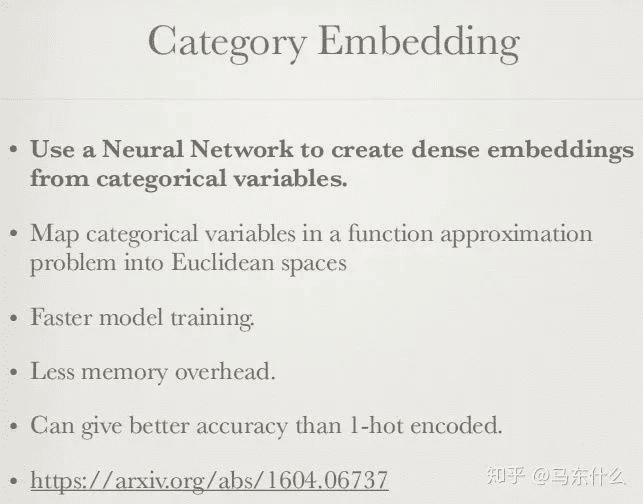 Category Embedding
• Use a Neural Network to create dense embeddings
from categorical variables.
• Map categorical variables in a function approximation
problem into Euclidean spaces
• Faster model training.
• Less memory overhead.
• Can give better accuracy than 1-hot encoded.
• https://arxiv.org/abs/1604.06737
知乎 @马东什么